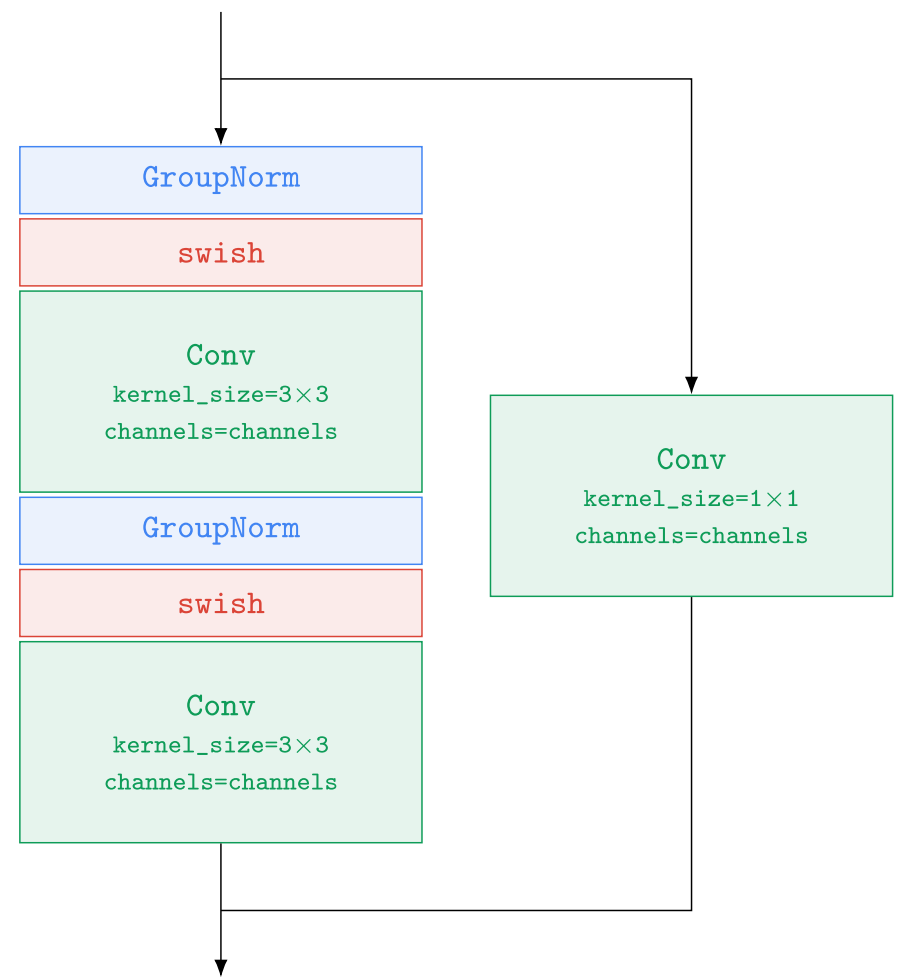 GroupNorm
swish
Conv
kernel_size=3×3
channels=channels
GroupNorm
swish
Conv
kernel_size=3×3
channels=channels
Conv
kernel_size=1×1
channels=channels